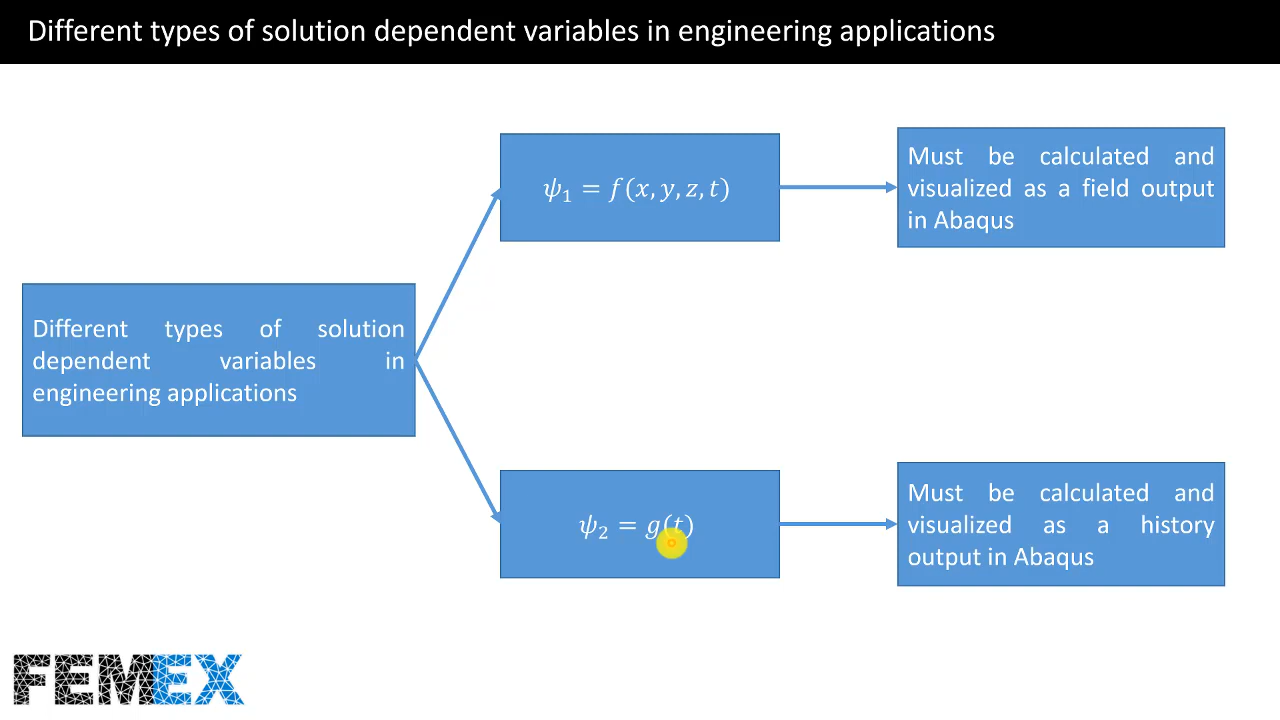 Different types of solution dependent variables in engineering applications
Different types of solution
dependent variables in
engineering applications
𝜓₁ = 𝑓(𝑥, 𝑦, 𝑧, 𝑡)
Must be calculated and
visualized as a field output
in Abaqus
𝜓₂ = 𝑔(𝑡)
Must be calculated and
visualized as a history
output in Abaqus
FEMEX